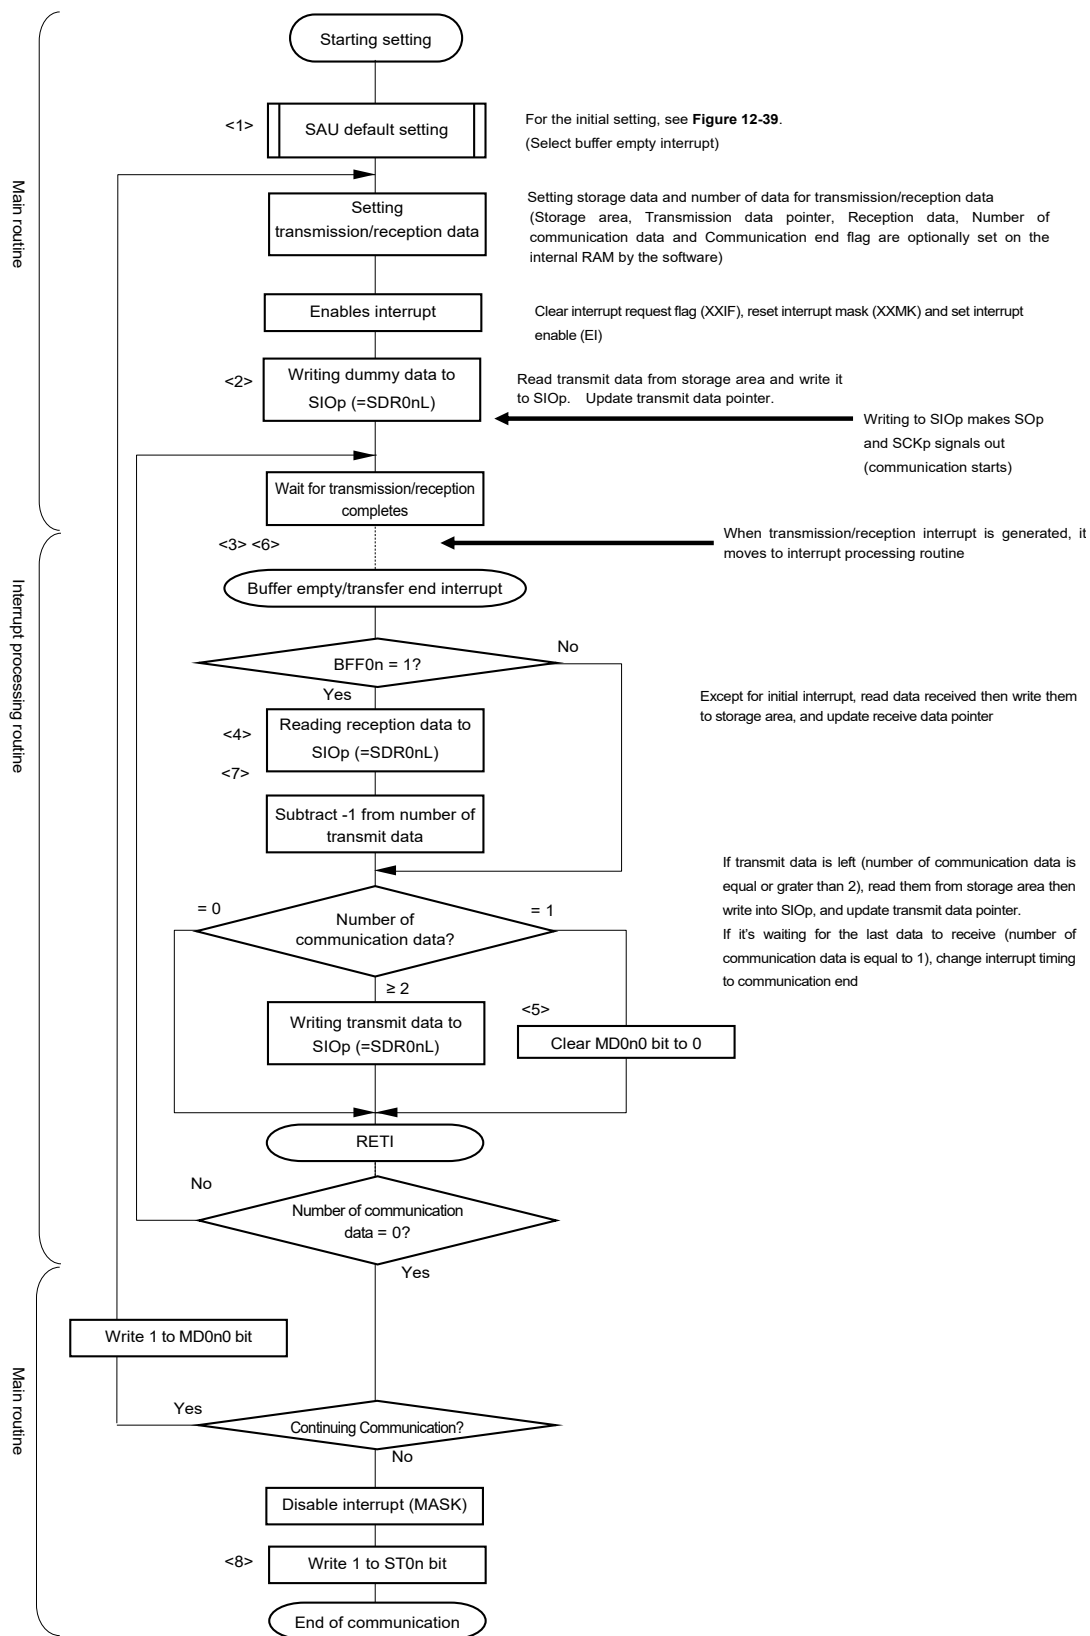 Starting setting
<1>
SAU default setting
For the initial setting, see Figure 12-39.
(Select buffer empty interrupt)
Main routine
Setting
transmission/reception data
Setting storage data and number of data for transmission/reception data
(Storage area, Transmission data pointer, Reception data, Number of
communication data and Communication end flag are optionally set on the
internal RAM by the software)
Enables interrupt
Clear interrupt request flag (XXIF), reset interrupt mask (XXMK) and set interrupt
enable (EI)
<2>
Writing dummy data to
SIOp (=SDR0nL)
Read transmit data from storage area and write it
to SIOp. Update transmit data pointer.
Writing to SIOp makes SOp
and SCKp signals out
(communication starts)
Wait for transmission/reception
completes
<3> <6>
When transmission/reception interrupt is generated, it
moves to interrupt processing routine
Interrupt processing routine
Buffer empty/transfer end interrupt
BFF0n = 1?
No
Yes
Except for initial interrupt, read data received then write them
to storage area, and update receive data pointer
<4>
Reading reception data to
SIOp (=SDR0nL)
<7>
Subtract -1 from number of
transmit data
If transmit data is left (number of communication data is
equal or grater than 2), read them from storage area then
write into SIOp, and update transmit data pointer.
If it's waiting for the last data to receive (number of
communication data is equal to 1), change interrupt timing
to communication end
= 0
Number of
communication data?
= 1
≥ 2
<5>
Writing transmit data to
SIOp (=SDR0nL)
Clear MD0n0 bit to 0
RETI
No
Number of communication
data = 0?
Yes
Write 1 to MD0n0 bit
Main routine
Yes
Continuing Communication?
No
Disable interrupt (MASK)
<8>
Write 1 to ST0n bit
End of communication